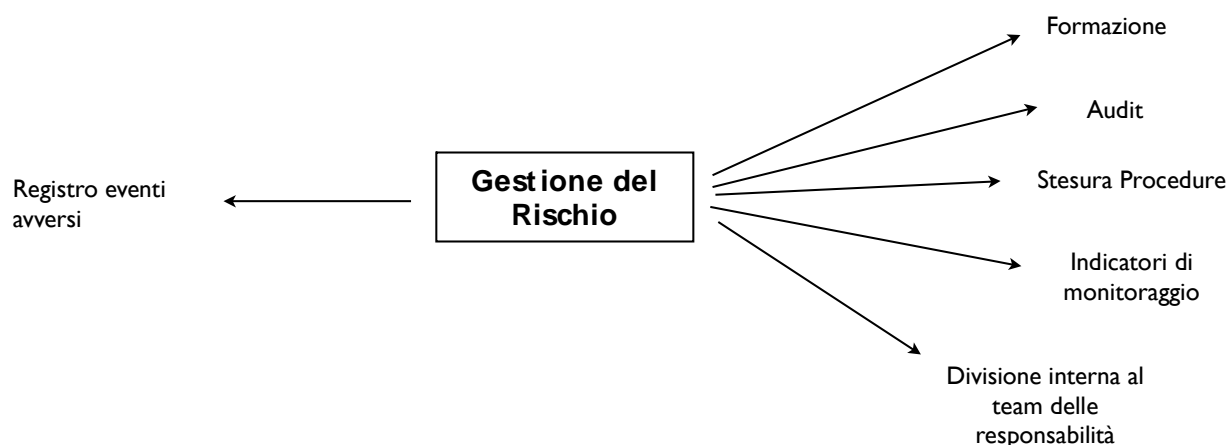 Formazione
Audit
Gestione del
Rischio
Stesura Procedure
Registro eventi
avversi
Indicatori di
monitoraggio
Divisione interna al
team delle
responsabilità